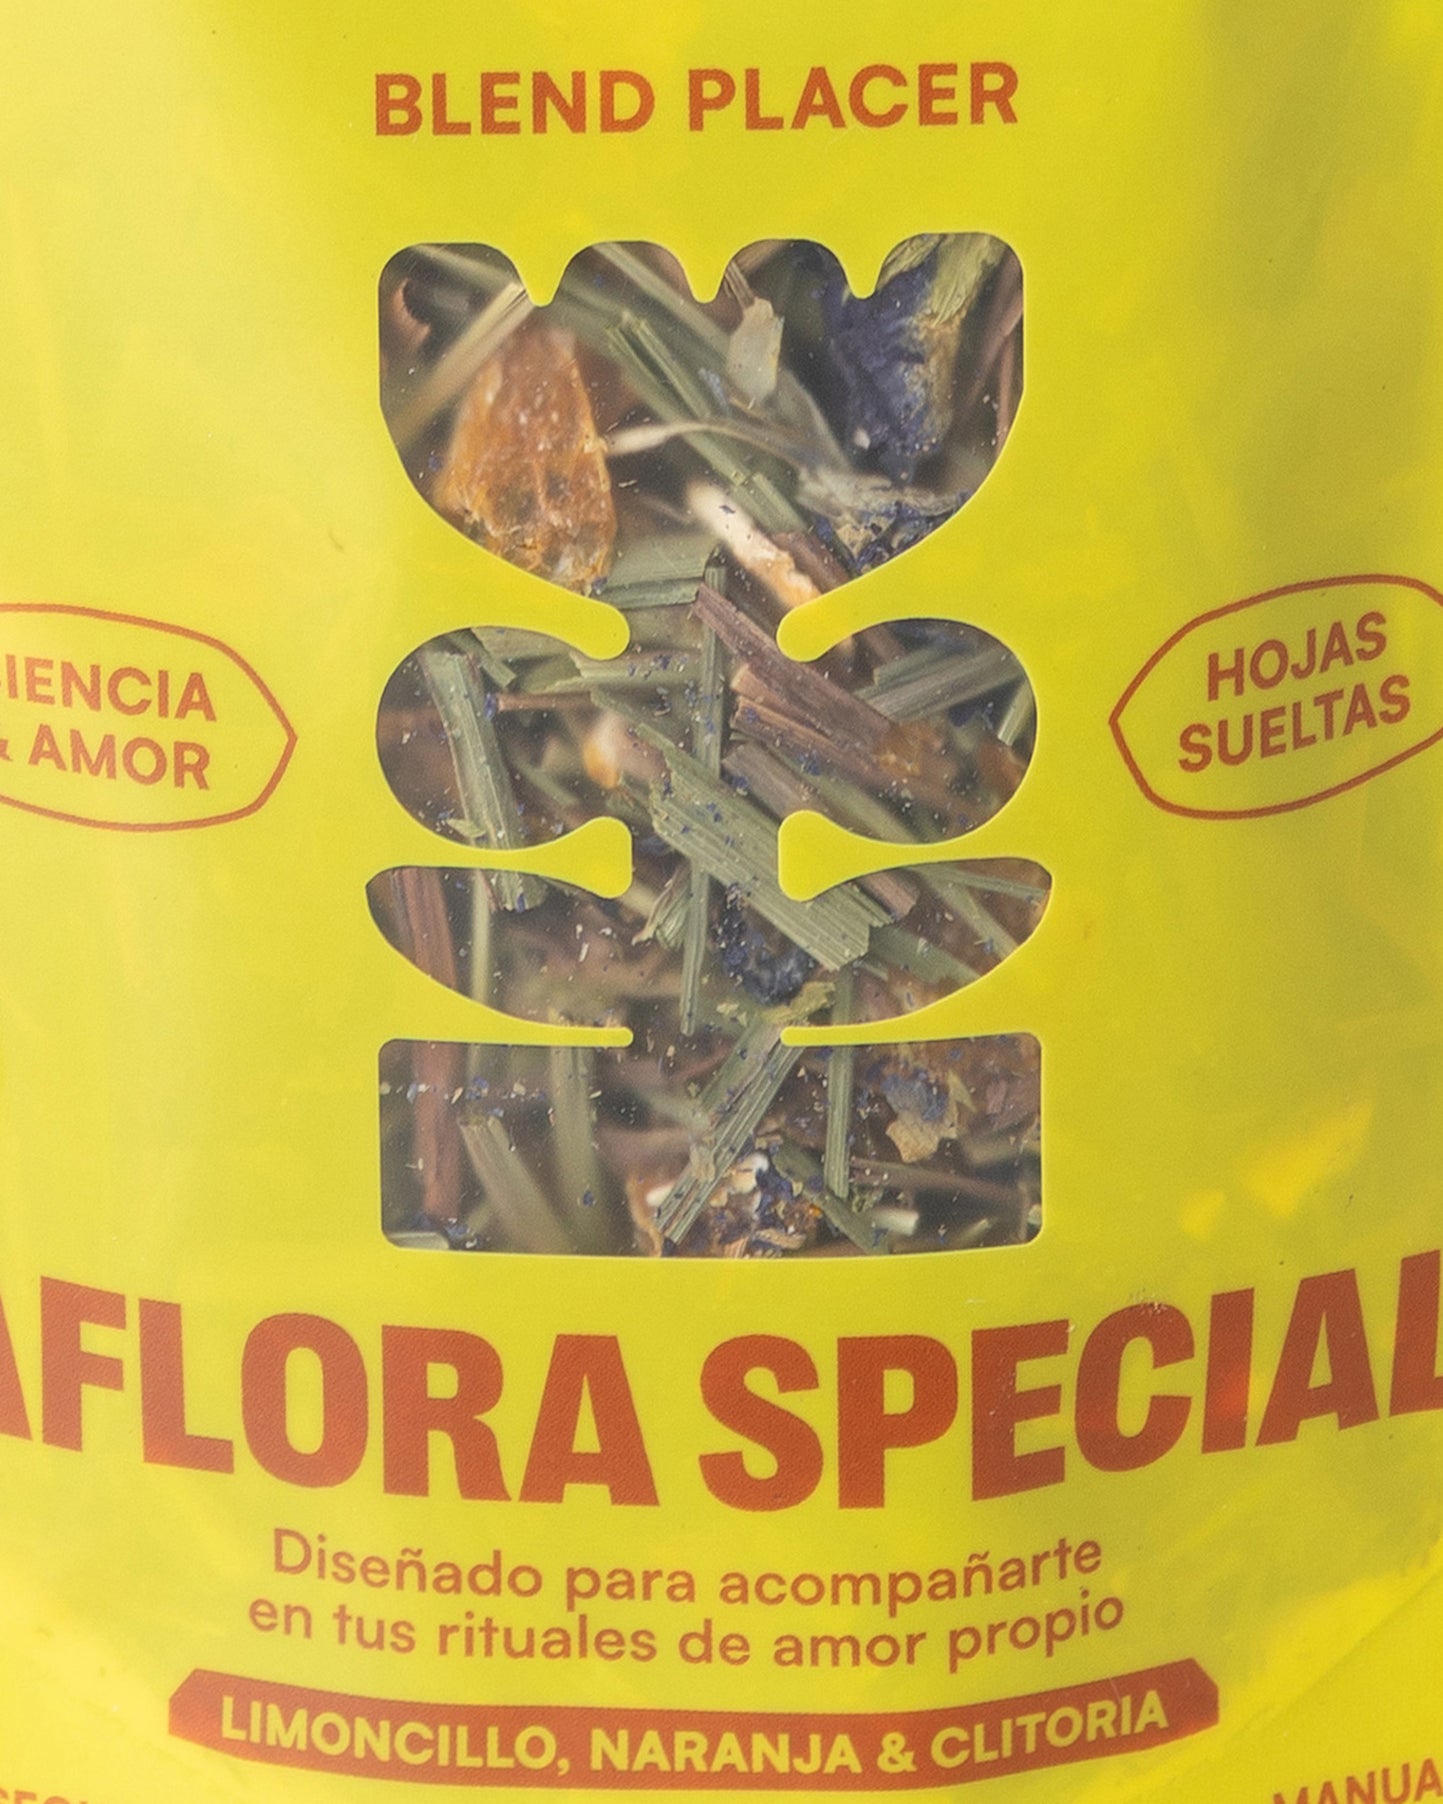 BLEND PLACER
& AMOR
HOJAS
SUELTAS
AFLORA SPECIAL
Diseñado para acompañarte
en tus rituales de amor propio
LIMONCILLO, NARANJA & CLITORIA